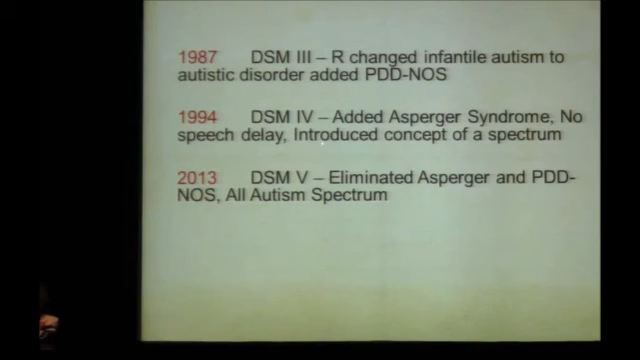 1987 DSM III – R changed infantile autism to
autistic disorder added PDD-NOS
1994 DSM IV – Added Asperger Syndrome, No
speech delay, Introduced concept of a spectrum
2013 DSM V – Eliminated Asperger and PDD-
NOS, All Autism Spectrum